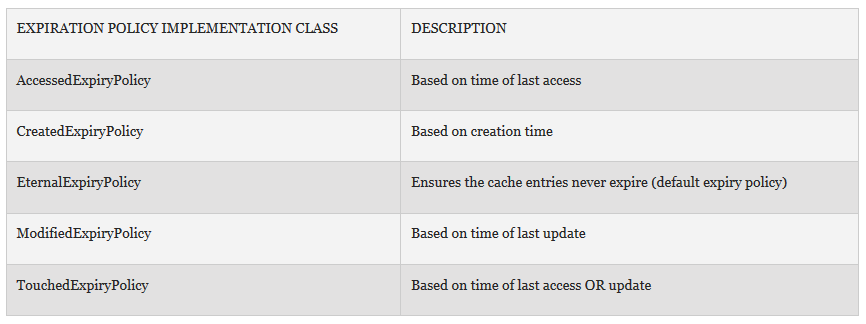 EXPIRATION POLICY IMPLEMENTATION CLASS DESCRIPTION
AccessedExpiryPolicy Based on time of last access
CreatedExpiryPolicy Based on creation time
EternalExpiryPolicy Ensures the cache entries never expire (default expiry policy)
ModifiedExpiryPolicy Based on time of last update
TouchedExpiryPolicy Based on time of last access OR update